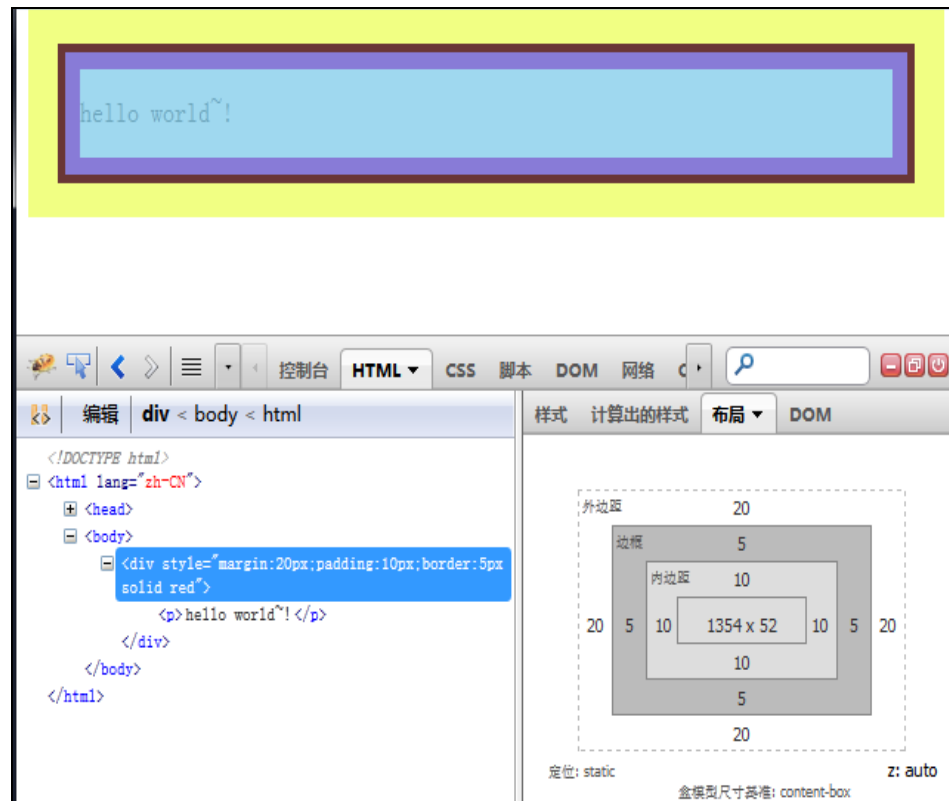 hello world~!
控制台 HTML CSS 脚本 DOM 网络
编辑 div < body < html
样式 计算出的样式 布局 DOM
<!DOCTYPE html>
<html lang="zh-CN">
<head>
<body>
<div style="margin:20px;padding:10px;border:5px
solid red">
<p>hello world~!</p>
</div>
</body>
</html>
外边距 20
边框 5
内边距 10
20 5 10 1354 x 52 10 5 20
10
5
20
定位: static z: auto
盒模型尺寸基准: content-box